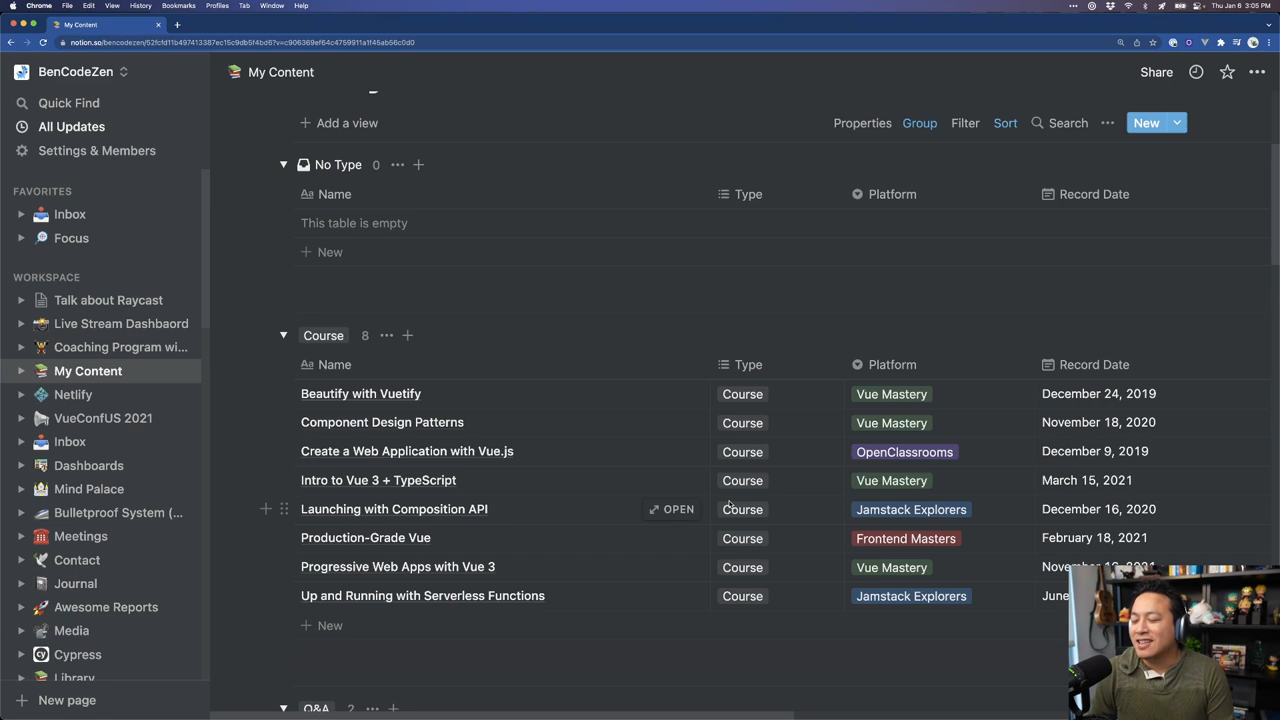 Chrome File Edit View History Bookmarks Profiles Tab Window Help Thu Jan 6 3:05 PM
My Content
notion.so/bencodezen/52fcfd11b497413387ec15c9db5f4bd6?v=c906369ef64c4759911a1f45ab56c0d0
BenCodeZen
My Content
Share
Quick Find
All Updates
Settings & Members
FAVORITES
Inbox
Focus
WORKSPACE
Talk about Raycast
Live Stream Dashbaord
Coaching Program wi...
My Content
Netlify
VueConfUS 2021
Inbox
Dashboards
Mind Palace
Bulletproof System (...
Meetings
Contact
Journal
Awesome Reports
Media
Cypress
Library
New page
Add a view
Properties Group Filter Sort Search New
No Type 0
Aa Name Type Platform Record Date
This table is empty
New
Course 8
Aa Name Type Platform Record Date
Beautify with Vuetify Course Vue Mastery December 24, 2019
Component Design Patterns Course Vue Mastery November 18, 2020
Create a Web Application with Vue.js Course OpenClassrooms December 9, 2019
Intro to Vue 3 + TypeScript Course Vue Mastery March 15, 2021
Launching with Composition API OPEN Course Jamstack Explorers December 16, 2020
Production-Grade Vue Course Frontend Masters February 18, 2021
Progressive Web Apps with Vue 3 Course Vue Mastery
Up and Running with Serverless Functions Course Jamstack Explorers
New
Q&A 2